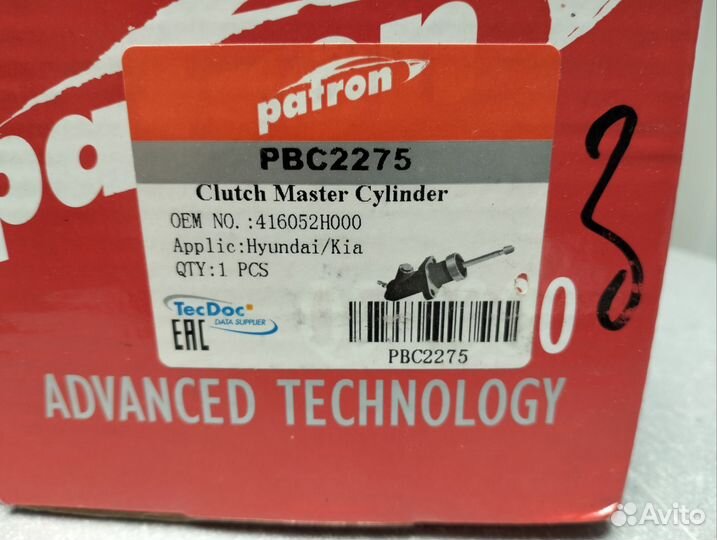 patron
patron
PBC2275
Clutch Master Cylinder
OEM NO.:416052H000
Applic:Hyundai/Kia
QTY:1 PCS
TecDoc
DATA SUPPLIER
EAC
PBC2275
ADVANCED TECHNOLOGY
Avito